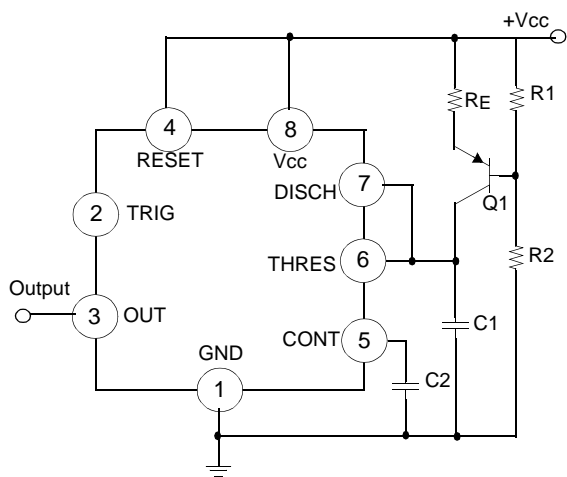 +Vcc
4
RESET
8
Vcc
RE
R1
7
DISCH
Q1
2
TRIG
6
THRES
R2
Output
3
OUT
5
CONT
C1
GND
1
C2